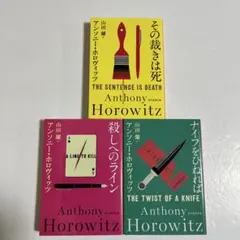 その裁きは死
山田蘭 訳
アンソニー・ホロヴィッツ
THE SENTENCE IS DEATH
Anthony
Horowitz
殺しへのライン
山田蘭 訳
アンソニー・ホロヴィッツ
A LINE TO KILL
Anthony
Horowitz
ナイフをひねれば
山田蘭 訳
アンソニー・ホロヴィッツ
THE TWIST OF A KNIFE
Anthony
Horowitz